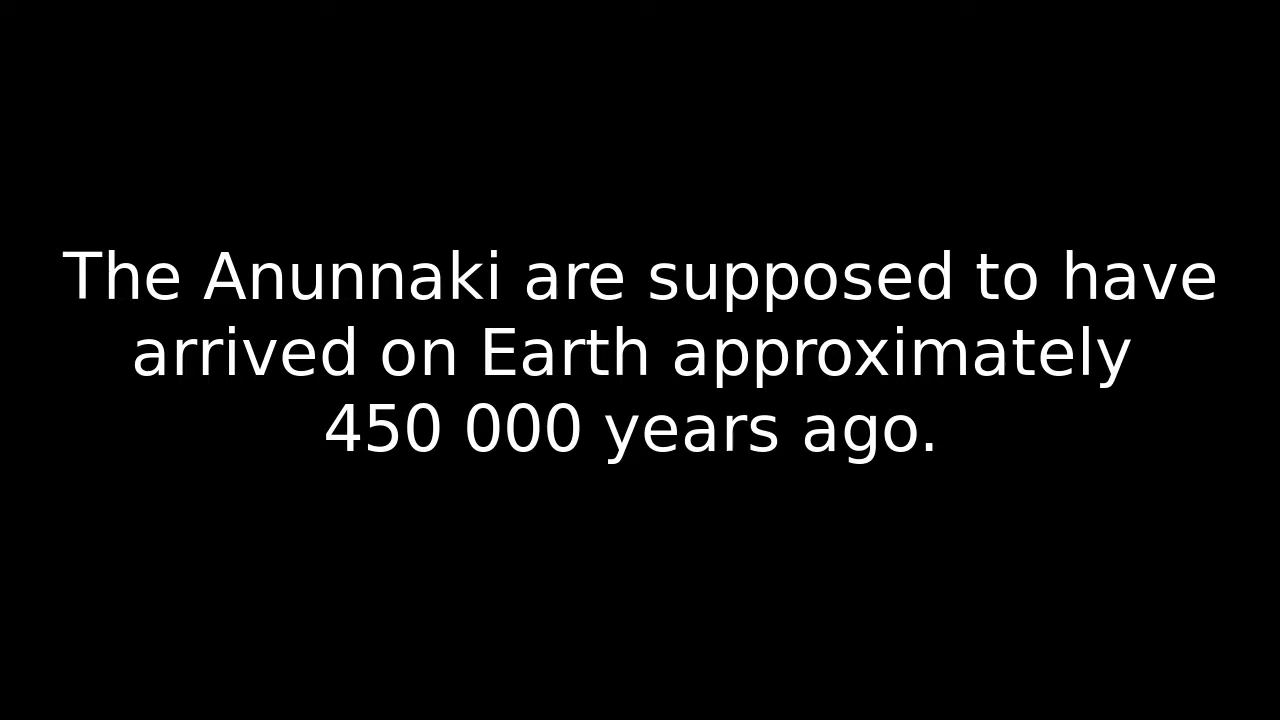 The Anunnaki are supposed to have
arrived on Earth approximately
450 000 years ago.